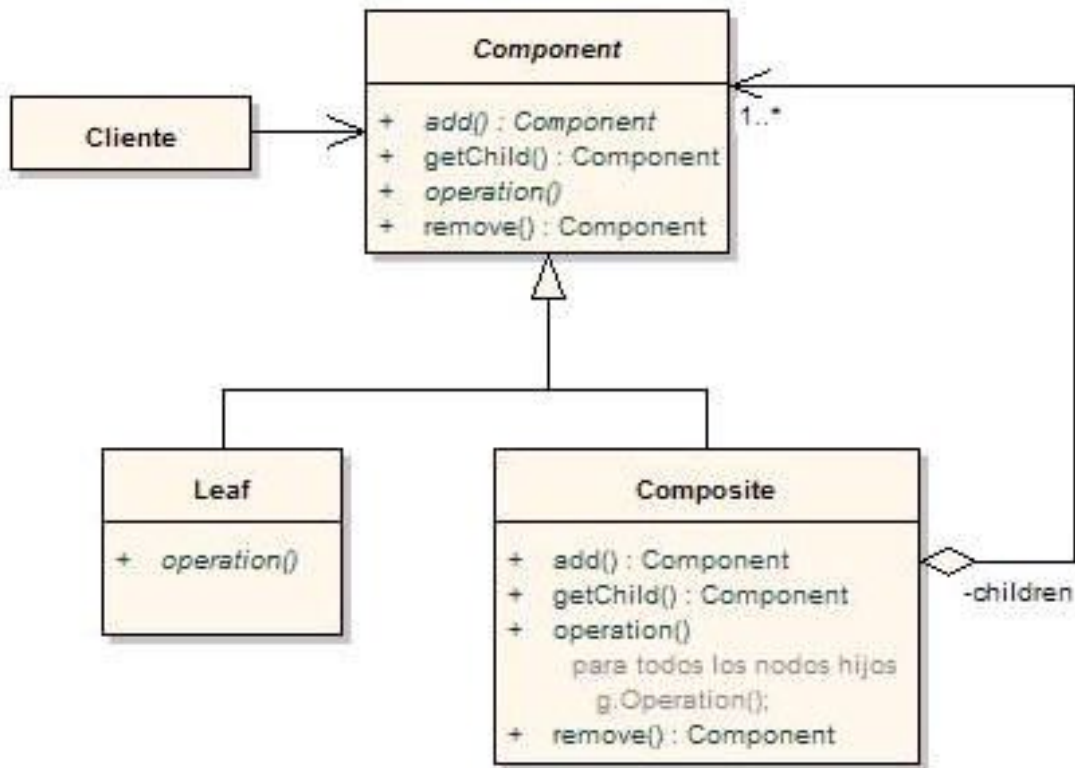 Component
+ add() : Component
+ getChild() : Component
+ operation()
+ remove() : Component
1..*
Cliente
Leaf
+ operation()
Composite
+ add() : Component
+ getChild() : Component
+ operation()
para todos los nodos hijos
g.Operation();
+ remove() : Component
-children